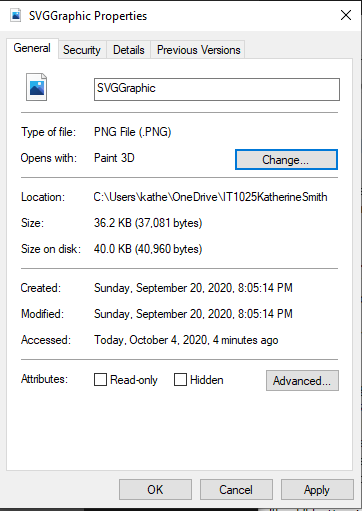 SVGGraphic Properties
General Security Details Previous Versions
SVGGraphic
Type of file: PNG File (.PNG)
Opens with: Paint 3D Change...
Location: C:\Users\kathe\OneDrive\IT1025KatherineSmith
Size: 36.2 KB (37,081 bytes)
Size on disk: 40.0 KB (40,960 bytes)
Created: Sunday, September 20, 2020, 8:05:14 PM
Modified: Sunday, September 20, 2020, 8:05:14 PM
Accessed: Today, October 4, 2020, 4 minutes ago
Attributes: Read-only Hidden Advanced...
OK Cancel Apply